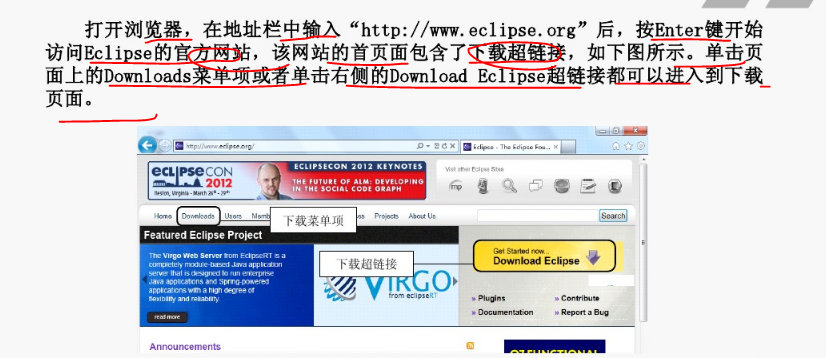 打开浏览器，在地址栏中输入“http://www.eclipse.org”后，按Enter键开始
访问Eclipse的官方网站，该网站的首页面包含了下载超链接，如下图所示。单击页
面上的Downloads菜单项或者单击右侧的Download Eclipse超链接都可以进入到下载
页面。
http://www.eclipse.org/
Eclipse - The Eclipse Fou...
ECLIPSECON 2012
Reston, Virginia - March 26th - 29th
ECLIPSECON 2012 KEYNOTES
THE FUTURE OF ALM: DEVELOPING
IN THE SOCIAL CODE GRAPH
Visit other Eclipse Sites
Home Downloads Users Projects About Us
Search
下载菜单项
Featured Eclipse Project
The Virgo Web Server from EclipseRT is a
completely module-based Java application
server that is designed to run enterprise
Java applications and Spring-powered
applications with a high degree of
flexibility and reliability.
read more
下载超链接
VIRGO
from eclipseRT
Get Started now...
Download Eclipse
» Plugins
» Contribute
» Documentation
» Report a Bug
Announcements